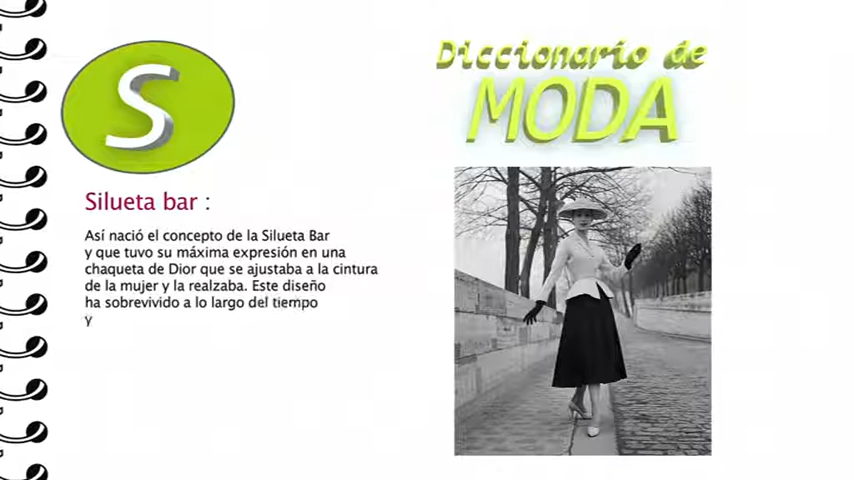 S
Diccionario de
MODA
Silueta bar :
Así nació el concepto de la Silueta Bar
y que tuvo su máxima expresión en una
chaqueta de Dior que se ajustaba a la cintura
de la mujer y la realzaba. Este diseño
ha sobrevivido a lo largo del tiempo
y